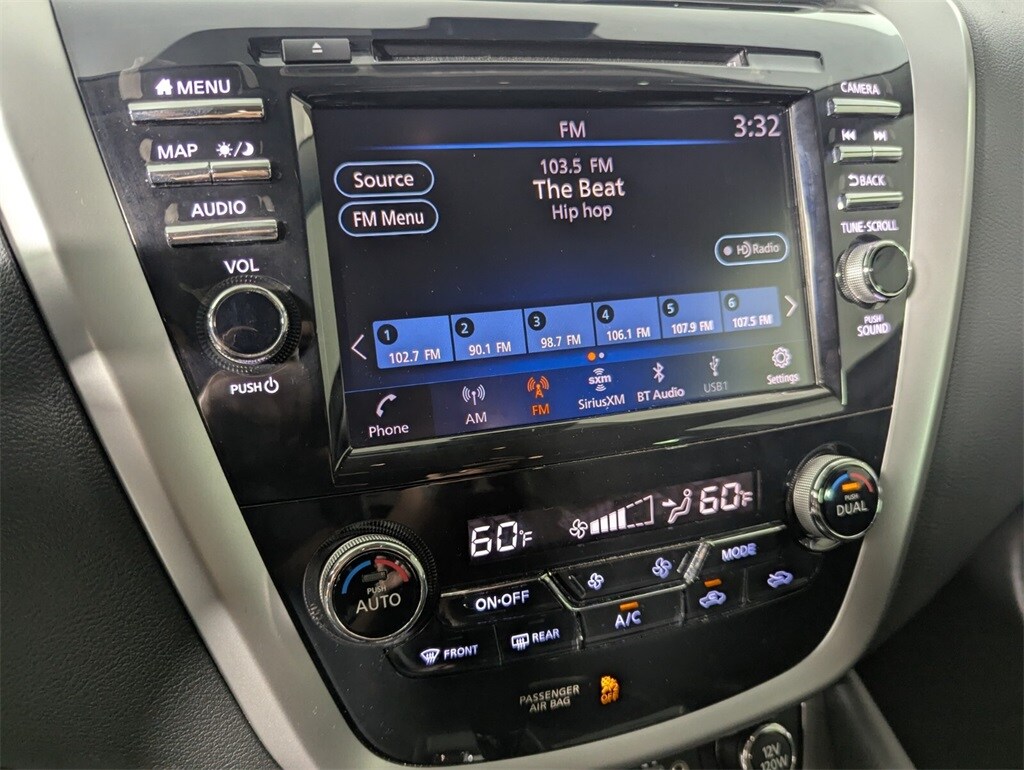 MENU
MAP
AUDIO
VOL
PUSH
FM
3:32
103.5 FM
The Beat
Hip hop
Source
FM Menu
HD Radio
1 102.7 FM
2 90.1 FM
3 98.7 FM
4 106.1 FM
5 107.9 FM
6 107.5 FM
Phone
AM
FM
sxm
SiriusXM
BT Audio
USB1
Settings
CAMERA
BACK
TUNE·SCROLL
PUSH
SOUND
60°F
60°F
PUSH
AUTO
PUSH
DUAL
ON·OFF
MODE
A/C
FRONT
REAR
PASSENGER
AIR BAG
OFF
12V
120W